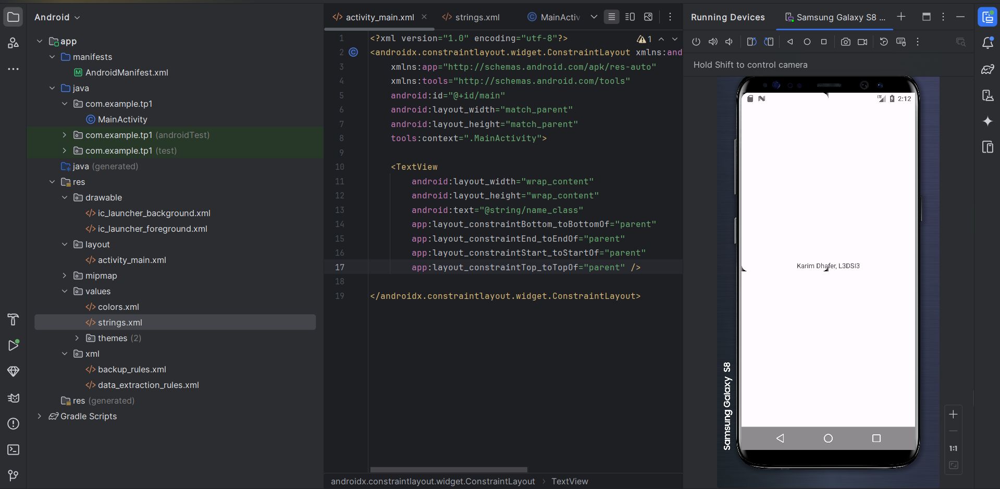 Android
app
manifests
AndroidManifest.xml
java
com.example.tp1
MainActivity
com.example.tp1 (androidTest)
com.example.tp1 (test)
java (generated)
res
drawable
ic_launcher_background.xml
ic_launcher_foreground.xml
layout
activity_main.xml
mipmap
values
colors.xml
strings.xml
themes (2)
xml
backup_rules.xml
data_extraction_rules.xml
res (generated)
Gradle Scripts
activity_main.xml
strings.xml
MainActiv
1
1 <?xml version="1.0" encoding="utf-8"?>
2 <androidx.constraintlayout.widget.ConstraintLayout xmlns:and
3 xmlns:app="http://schemas.android.com/apk/res-auto"
4 xmlns:tools="http://schemas.android.com/tools"
5 android:id="@+id/main"
6 android:layout_width="match_parent"
7 android:layout_height="match_parent"
8 tools:context=".MainActivity">
9
10 <TextView
11 android:layout_width="wrap_content"
12 android:layout_height="wrap_content"
13 android:text="@string/name_class"
14 app:layout_constraintBottom_toBottomOf="parent"
15 app:layout_constraintEnd_toEndOf="parent"
16 app:layout_constraintStart_toStartOf="parent"
17 app:layout_constraintTop_toTopOf="parent" />
18
19 </androidx.constraintlayout.widget.ConstraintLayout>
androidx.constraintlayout.widget.ConstraintLayout > TextView
Running Devices
Samsung Galaxy S8 ...
Hold Shift to control camera
LTE 2:12
Karim Dhafer, L3DSI3
Samsung Galaxy S8
1:1